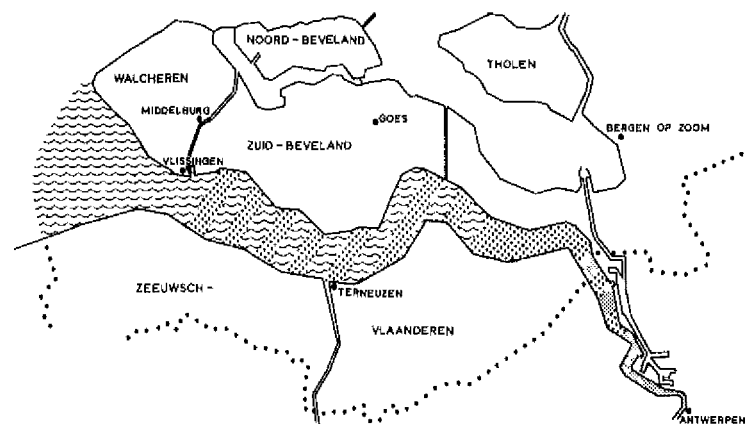 NOORD - BEVELAND
THOLEN
WALCHEREN
MIDDELBURG
GOES
BERGEN OP ZOOM
ZUID - BEVELAND
VLISSINGEN
ZEEUWSCH -
TERNEUZEN
VLAANDEREN
ANTWERPEN